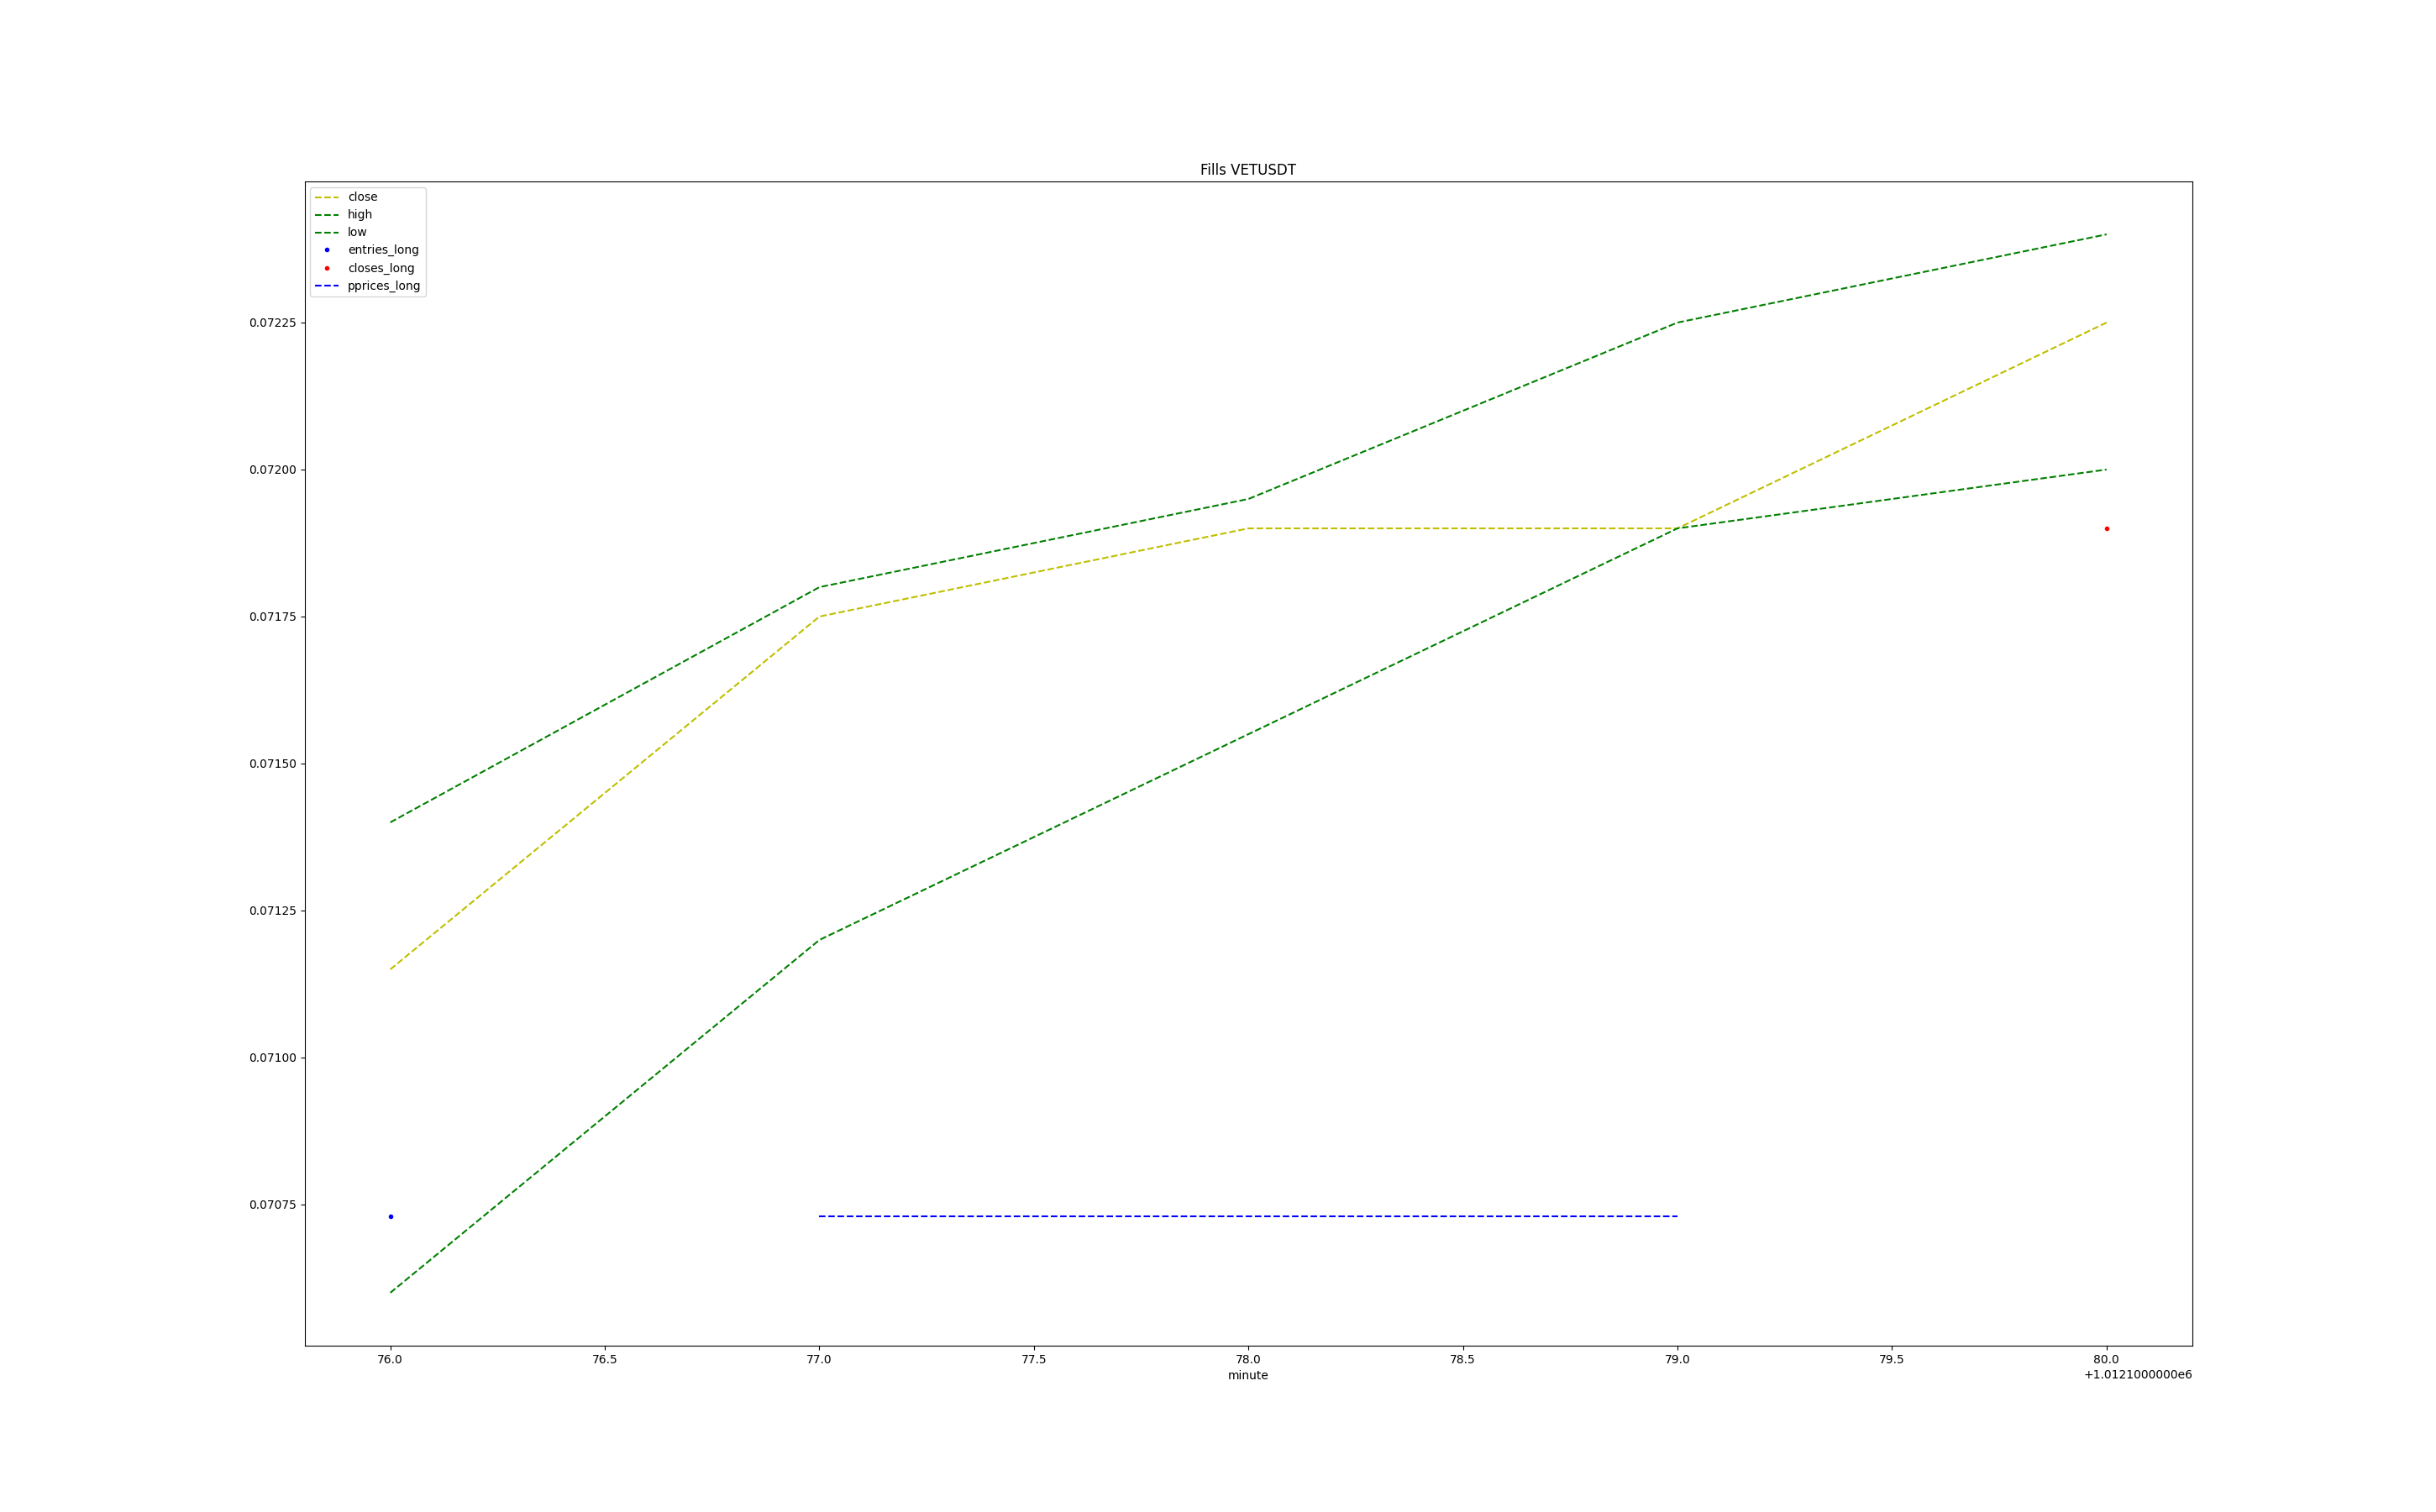 Fills VETUSDT
close
high
low
entries_long
closes_long
pprices_long
0.07225
0.07200
0.07175
0.07150
0.07125
0.07100
0.07075
76.0 76.5 77.0 77.5 78.0 78.5 79.0 79.5 80.0
minute +1.0121000000e6